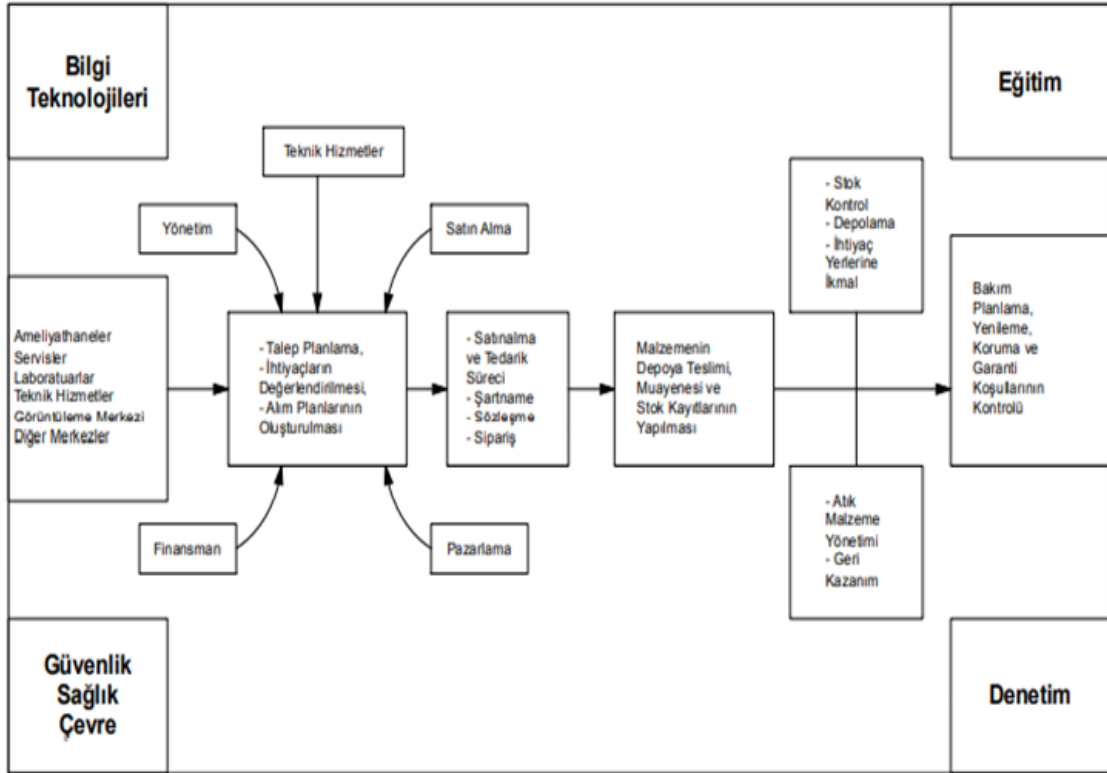 Bilgi
Teknolojileri
Eğitim
Teknik Hizmetler
Yönetim
Satın Alma
- Stok
Kontrol
- Depolama
- İhtiyaç
Yerlerine
İkmal
Ameliyathaneler
Servisler
Laboratuarlar
Teknik Hizmetler
Görüntüleme Merkezi
Diğer Merkezler
- Talep Planlama,
- İhtiyaçların
Değerlendirilmesi,
- Alım Planlarının
Oluşturulması
- Satınalma
ve Tedarik
Süreci
- Şartname
- Sözleşme
- Sipariş
Malzemenin
Depoya Teslimi,
Muayenesi ve
Stok Kayıtlarının
Yapılması
Bakım
Planlama,
Yenileme,
Koruma ve
Garanti
Koşullarının
Kontrolü
Finansman
Pazarlama
- Atık
Malzeme
Yönetimi
- Geri
Kazanım
Güvenlik
Sağlık
Çevre
Denetim